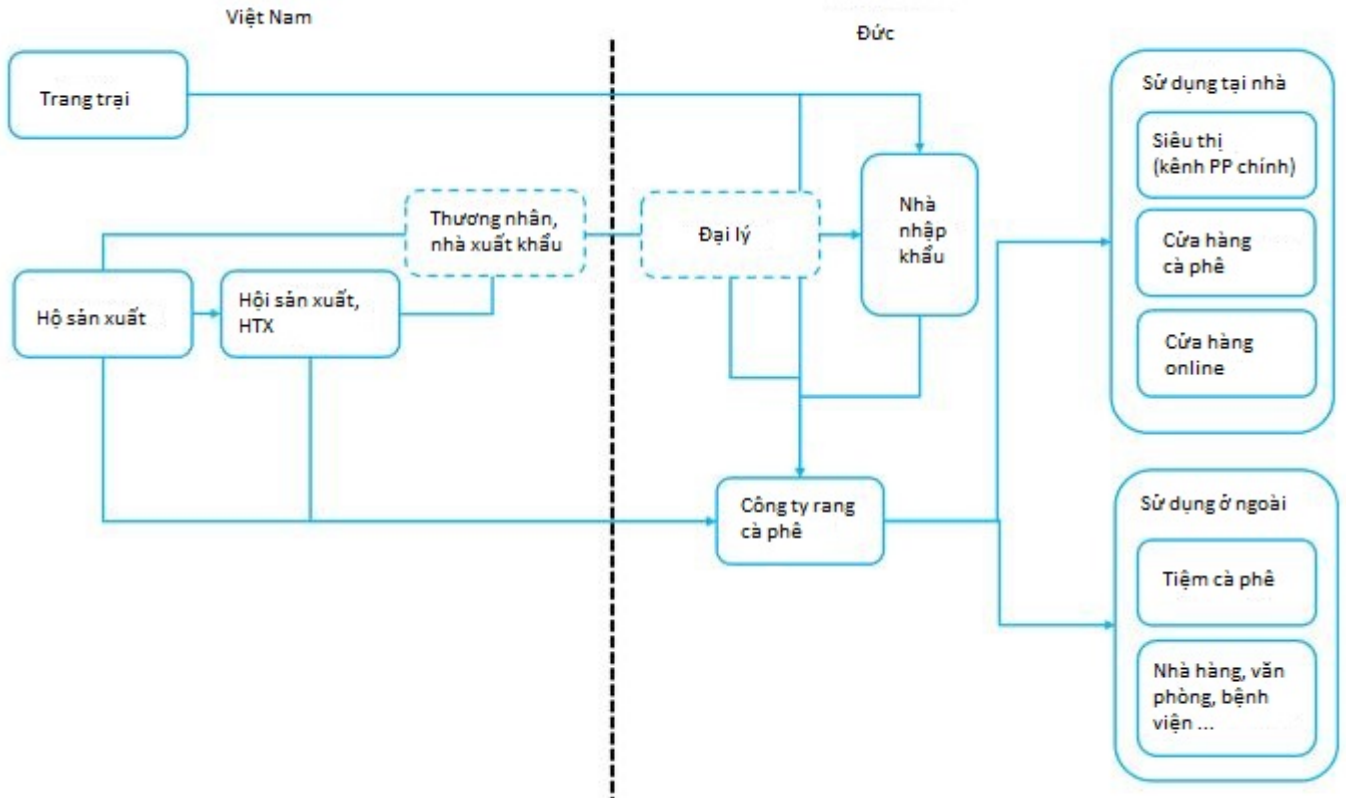 Việt Nam
Đức
Trang trại
Thương nhân,
nhà xuất khẩu
Đại lý
Nhà
nhập
khẩu
Hộ sản xuất
Hội sản xuất,
HTX
Công ty rang
cà phê
Sử dụng tại nhà
Siêu thị
(kênh PP chính)
Cửa hàng
cà phê
Cửa hàng
online
Sử dụng ở ngoài
Tiệm cà phê
Nhà hàng, văn
phòng, bệnh
viện ...